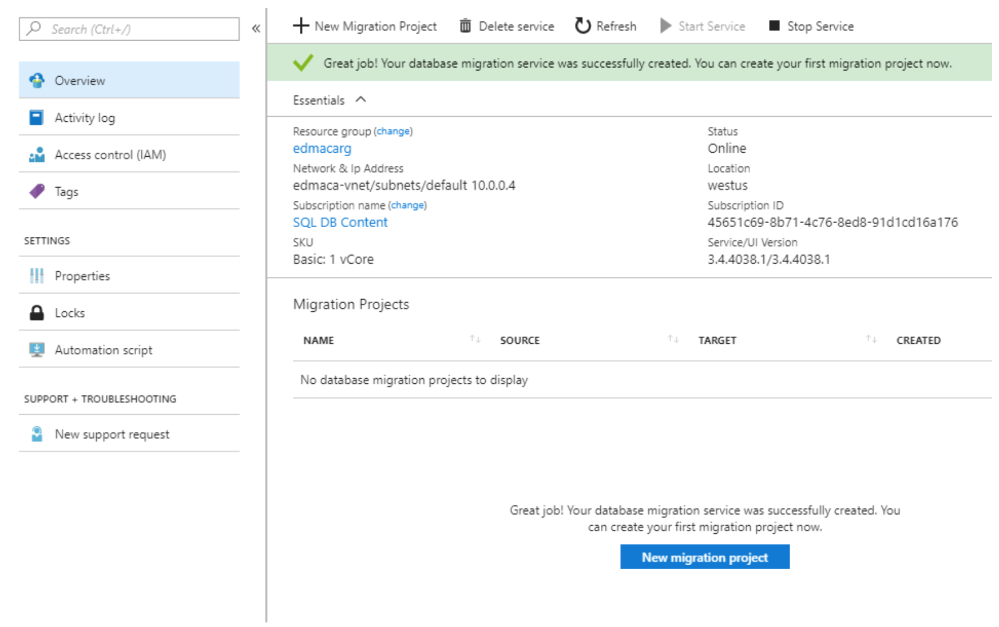 Search (Ctrl+/)
«
Overview
Activity log
Access control (IAM)
Tags
SETTINGS
Properties
Locks
Automation script
SUPPORT + TROUBLESHOOTING
New support request
New Migration Project Delete service Refresh Start Service Stop Service
Great job! Your database migration service was successfully created. You can create your first migration project now.
Essentials
Resource group (change)
edmacarg
Network & Ip Address
edmaca-vnet/subnets/default 10.0.0.4
Subscription name (change)
SQL DB Content
SKU
Basic: 1 vCore
Status
Online
Location
westus
Subscription ID
45651c69-8b71-4c76-8ed8-91d1cd16a176
Service/UI Version
3.4.4038.1/3.4.4038.1
Migration Projects
NAME SOURCE TARGET CREATED
No database migration projects to display
Great job! Your database migration service was successfully created. You
can create your first migration project now.
New migration project